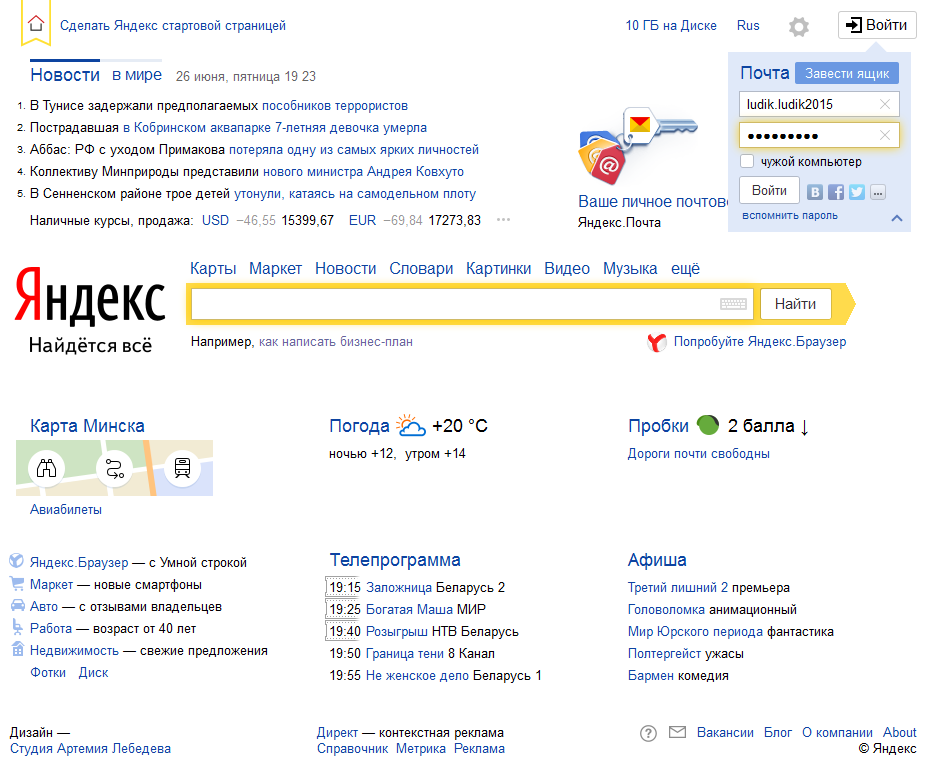 Сделать Яндекс стартовой страницей
10 ГБ на Диске Rus Войти
Новости в мире 26 июня, пятница 19 23
1. В Тунисе задержали предполагаемых пособников террористов
2. Пострадавшая в Кобринском аквапарке 7-летняя девочка умерла
3. Аббас: РФ с уходом Примакова потеряла одну из самых ярких личностей
4. Коллективу Минприроды представили нового министра Андрея Ковхуто
5. В Сенненском районе трое детей утонули, катаясь на самодельном плоту
Наличные курсы, продажа: USD −46,55 15399,67 EUR −69,84 17273,83
Ваше личное почтово
Яндекс.Почта
Почта Завести ящик
ludik.ludik2015
●●●●●●●●●
чужой компьютер
Войти
вспомнить пароль
Карты Маркет Новости Словари Картинки Видео Музыка ещё
Яндекс
Найдётся всё
Найти
Например, как написать бизнес-план
Попробуйте Яндекс.Браузер
Карта Минска
Авиабилеты
Погода +20 °C
ночью +12, утром +14
Пробки 2 балла ↓
Дороги почти свободны
Яндекс.Браузер — с Умной строкой
Маркет — новые смартфоны
Авто — с отзывами владельцев
Работа — возраст от 40 лет
Недвижимость — свежие предложения
Фотки Диск
Телепрограмма
19:15 Заложница Беларусь 2
19:25 Богатая Маша МИР
19:40 Розыгрыш НТВ Беларусь
19:50 Граница тени 8 Канал
19:55 Не женское дело Беларусь 1
Афиша
Третий лишний 2 премьера
Головоломка анимационный
Мир Юрского периода фантастика
Полтергейст ужасы
Бармен комедия
Дизайн —
Студия Артемия Лебедева
Директ — контекстная реклама
Справочник Метрика Реклама
Вакансии Блог О компании About
© Яндекс